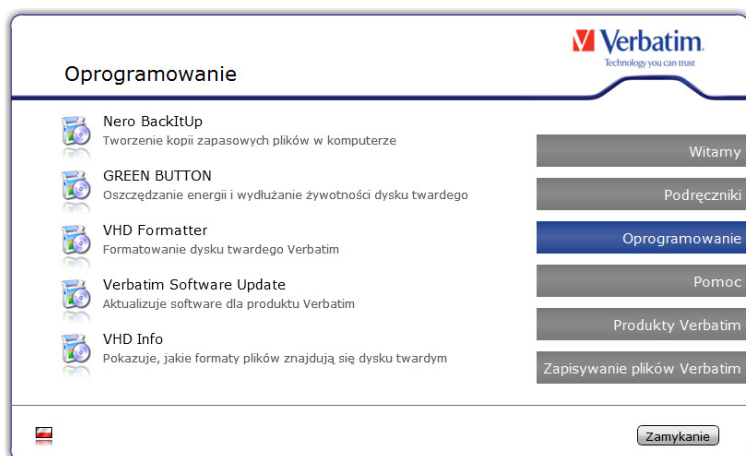 Verbatim.
Technology you can trust
Oprogramowanie
Nero BackItUp
Tworzenie kopii zapasowych plików w komputerze
GREEN BUTTON
Oszczędzanie energii i wydłużanie żywotności dysku twardego
VHD Formatter
Formatowanie dysku twardego Verbatim
Verbatim Software Update
Aktualizuje software dla produktu Verbatim
VHD Info
Pokazuje, jakie formaty plików znajdują się dysku twardym
Witamy
Podręczniki
Oprogramowanie
Pomoc
Produkty Verbatim
Zapisywanie plików Verbatim
Zamykanie